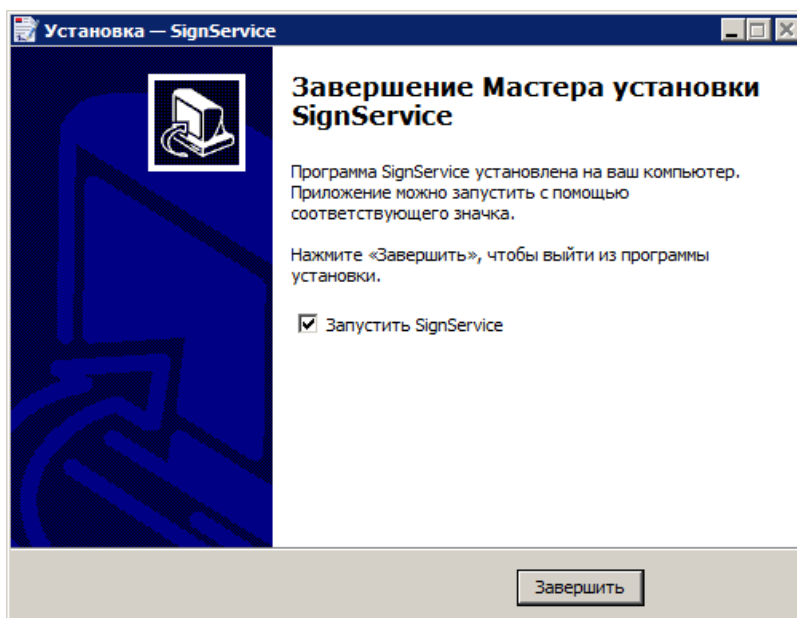 Установка — SignService
Завершение Мастера установки
SignService
Программа SignService установлена на ваш компьютер.
Приложение можно запустить с помощью
соответствующего значка.
Нажмите «Завершить», чтобы выйти из программы
установки.
Запустить SignService
Завершить